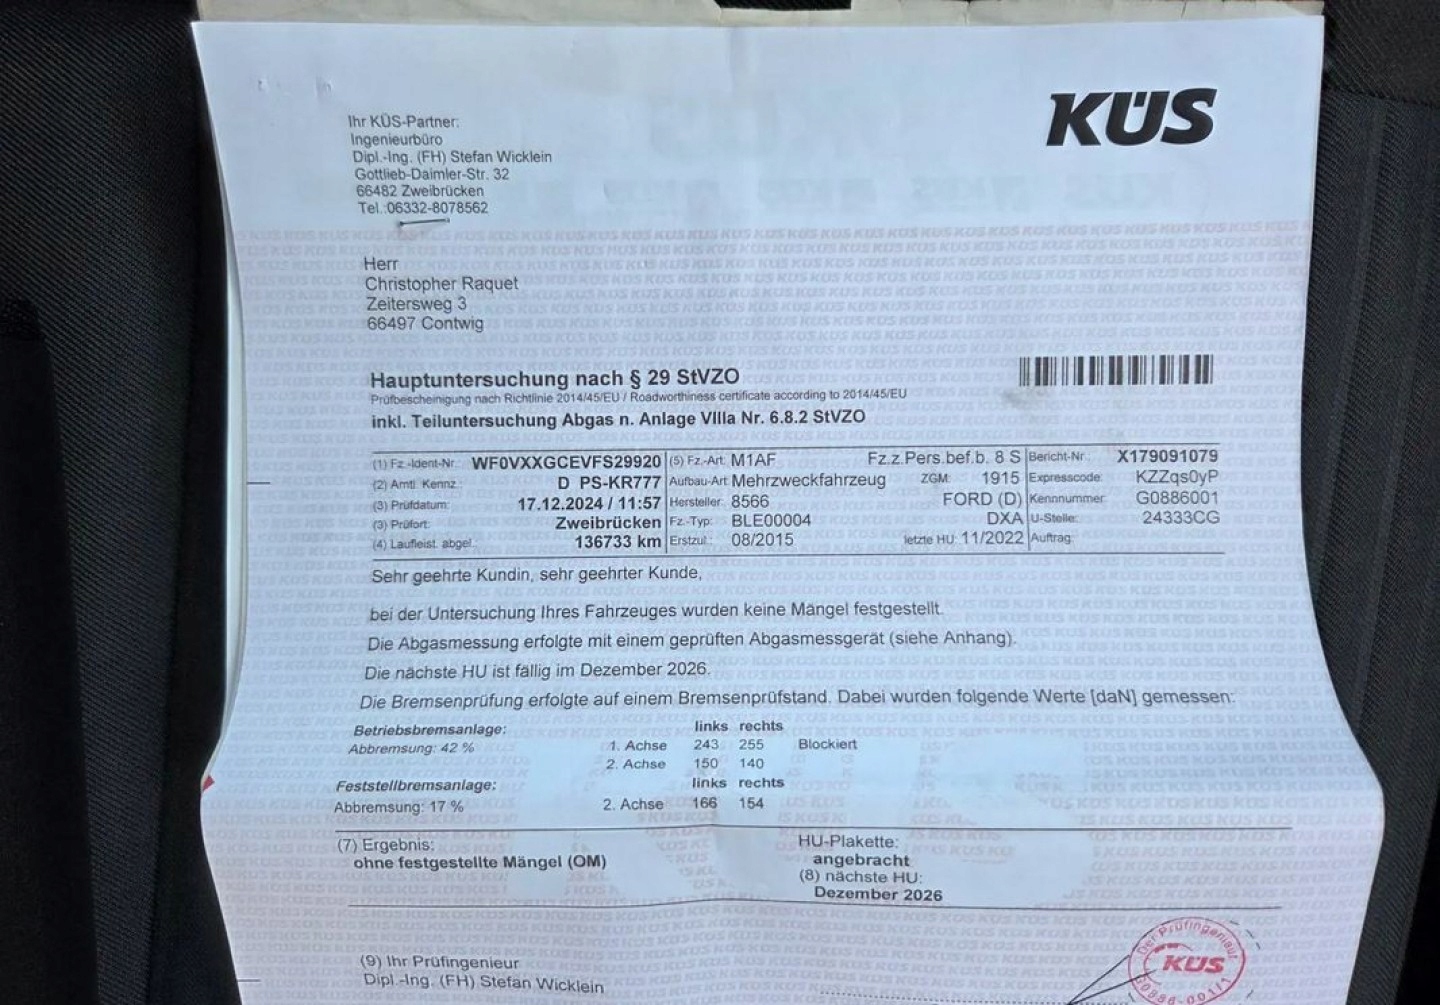 KÜS
Ihr KÜS-Partner:
Ingenieurbüro
Dipl.-Ing. (FH) Stefan Wicklein
Gottlieb-Daimler-Str. 32
66482 Zweibrücken
Tel.:06332-8078562
Herr
Christopher Raquet
Zeitersweg 3
66497 Contwig
Hauptuntersuchung nach § 29 StVZO
Prüfbescheinigung nach Richtlinie 2014/45/EU / Roadworthiness certificate according to 2014/45/EU
inkl. Teiluntersuchung Abgas n. Anlage VIIIa Nr. 6.8.2 StVZO
(1) Fz.-Ident-Nr. WF0VXXGCEVFS29920 (5) Fz.-Art: M1AF Fz.z.Pers.bef.b. 8 S Bericht-Nr. X179091079
(2) Amtl. Kennz.: D PS-KR777 Aufbau-Art: Mehrzweckfahrzeug ZGM: 1915 Expresscode: KZZqs0yP
(3) Prüfdatum: 17.12.2024 / 11:57 Hersteller: 8566 FORD (D) Kennnummer: G0886001
(3) Prüfort: Zweibrücken Fz.-Typ: BLE00004 DXA U-Stelle: 24333CG
(4) Laufleist. abgel.: 136733 km Erstzul.: 08/2015 letzte HU: 11/2022 Auftrag:
Sehr geehrte Kundin, sehr geehrter Kunde,
bei der Untersuchung Ihres Fahrzeuges wurden keine Mängel festgestellt.
Die Abgasmessung erfolgte mit einem geprüften Abgasmessgerät (siehe Anhang).
Die nächste HU ist fällig im Dezember 2026.
Die Bremsenprüfung erfolgte auf einem Bremsenprüfstand. Dabei wurden folgende Werte [daN] gemessen:
Betriebsbremsanlage: links rechts
Abbremsung: 42 % 1. Achse 243 255 Blockiert
2. Achse 150 140
Feststellbremsanlage: links rechts
Abbremsung: 17 % 2. Achse 166 154
(7) Ergebnis: HU-Plakette:
ohne festgestellte Mängel (OM) angebracht
(8) nächste HU:
Dezember 2026
(9) Ihr Prüfingenieur
Dipl.-Ing. (FH) Stefan Wicklein
Der Prüfingenieur
KÜS